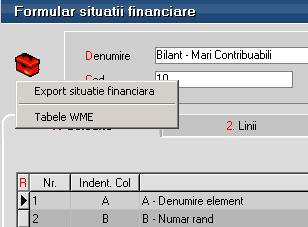 Formular situatii financiare
Denumire
Bilant - Mari Contribuabili
Cod
10
Export situatie financiara
Tabele WME
2. Linii
R Nr. Indent. Col
1 A A - Denumire element
2 B B - Numar rand